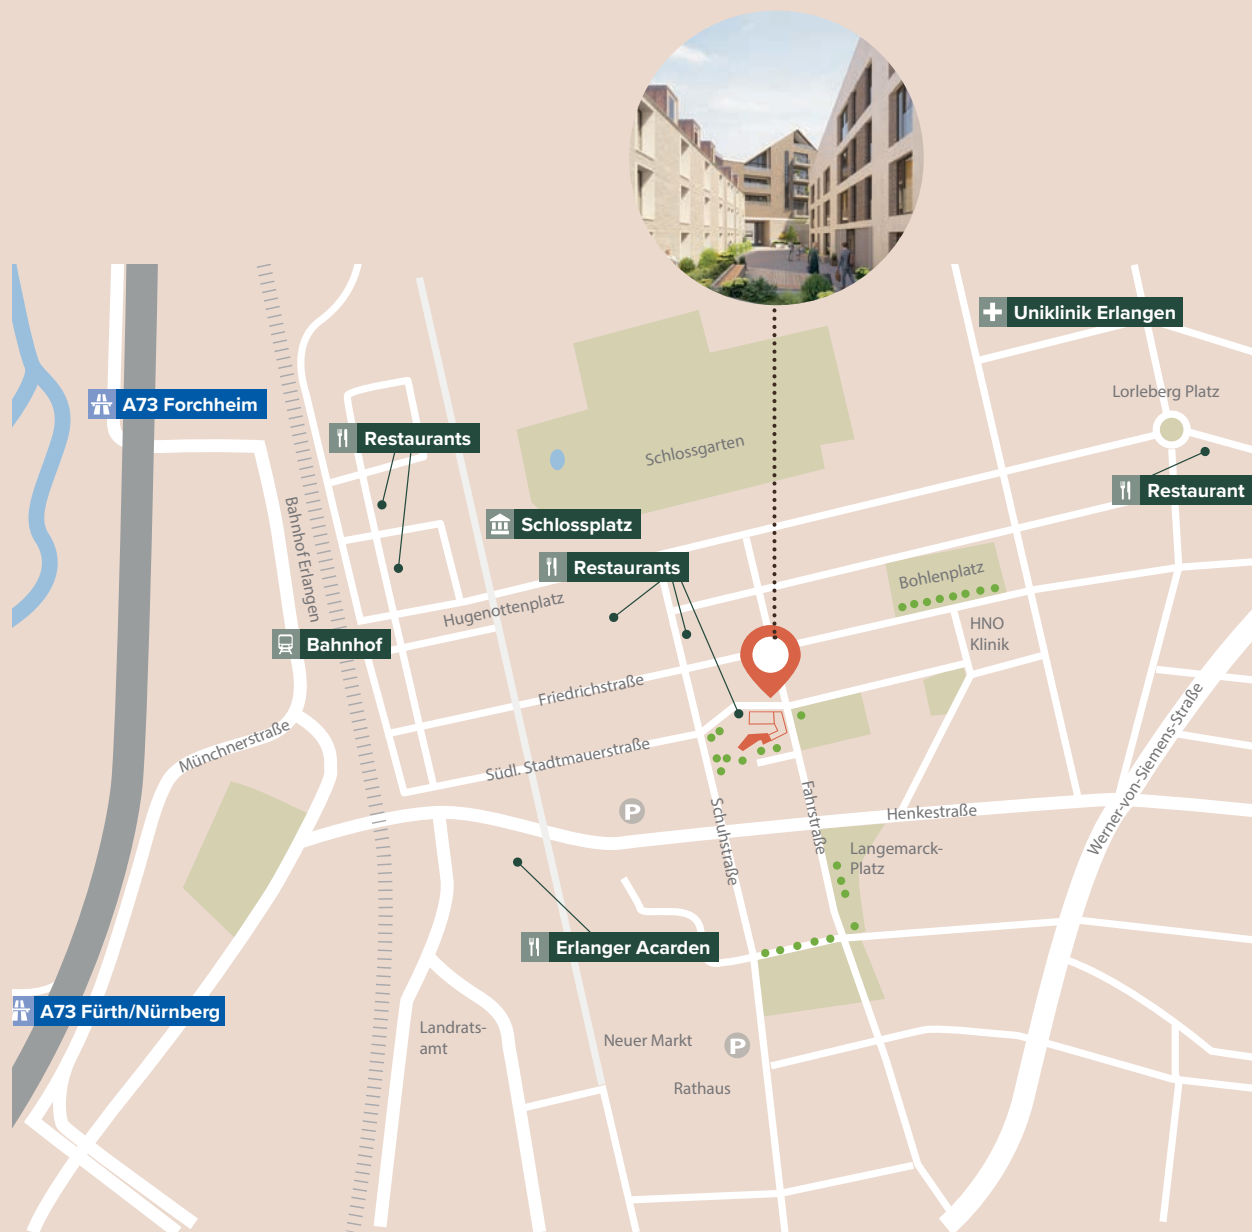 Uniklinik Erlangen
Lorleberg Platz
A73 Forchheim
Restaurants
Schlossgarten
Restaurant
Schlossplatz
Bahnhof Erlangen
Restaurants
Bohlenplatz
Hugenottenplatz
HNO
Klinik
Bahnhof
Friedrichstraße
Münchnerstraße
Südl. Stadtmauerstraße
Werner-von-Siemens-Straße
P
Schuhstraße
Fahrstraße
Henkestraße
Langemarck-
Platz
Erlanger Acarden
A73 Fürth/Nürnberg
Landrats-
amt
Neuer Markt
P
Rathaus